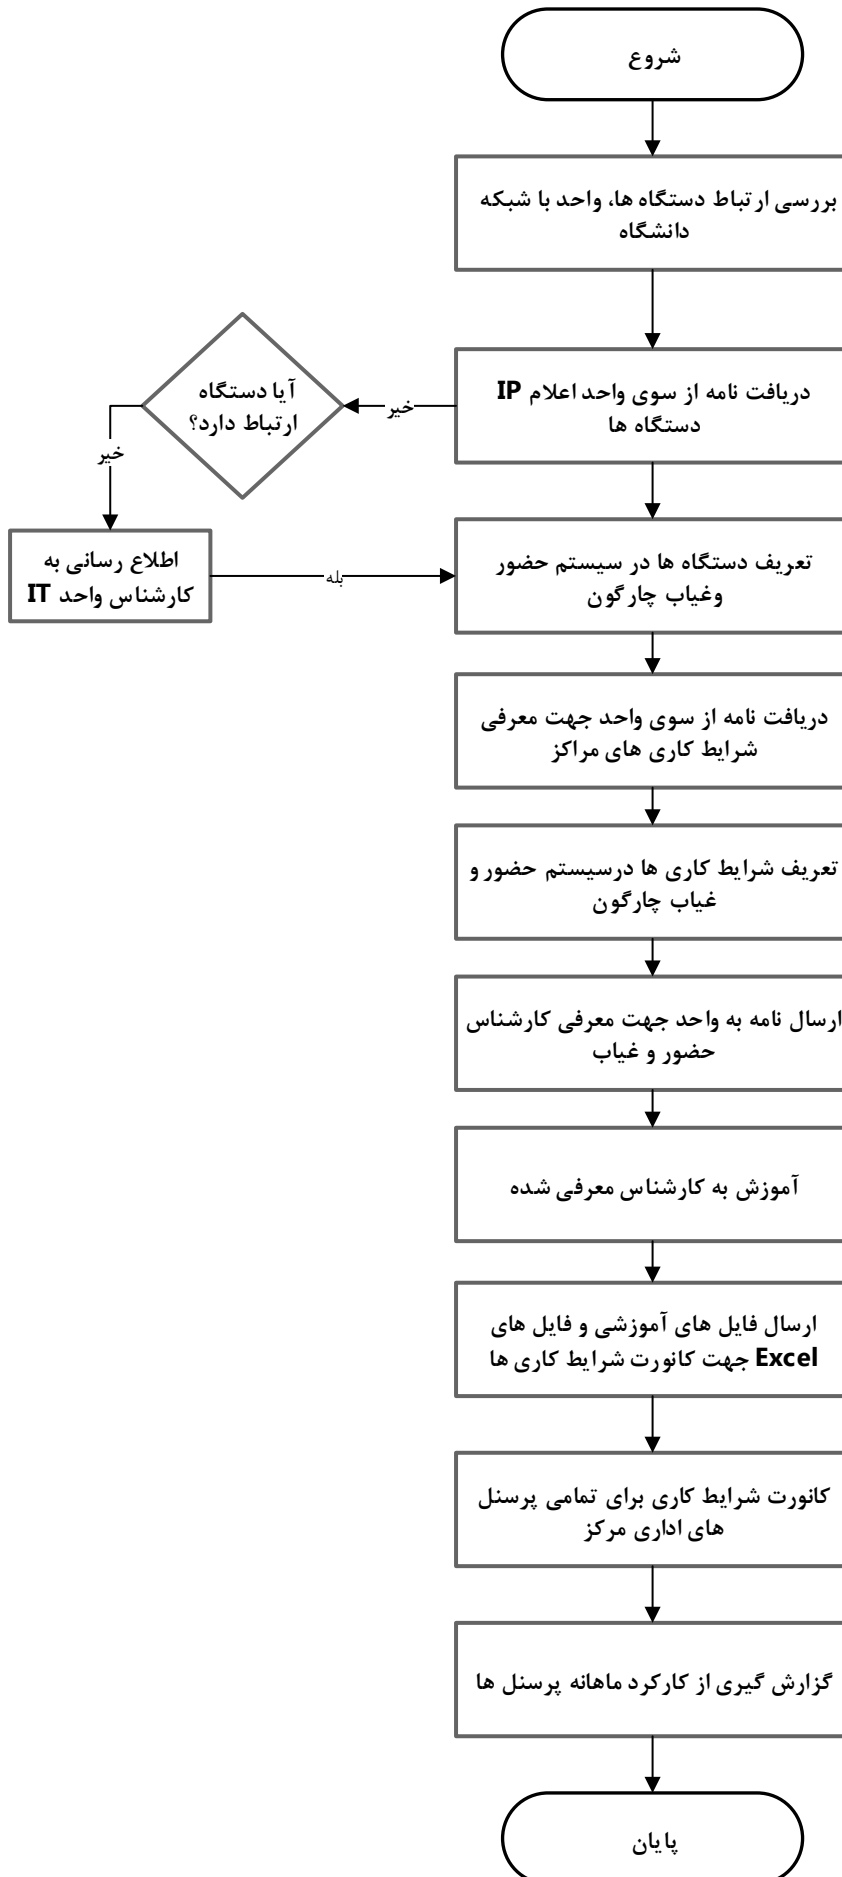 شروع
بررسی ارتباط دستگاه ها، واحد با شبکه
دانشگاه
دریافت نامه از سوی واحد اعلام IP
دستگاه ها
خیر
آیا دستگاه
ارتباط دارد؟
خیر
اطلاع رسانی به
کارشناس واحد IT
بله
تعریف دستگاه ها در سیستم حضور
وغیاب چارگون
دریافت نامه از سوی واحد جهت معرفی
شرایط کاری های مراکز
تعریف شرایط کاری ها درسیستم حضور و
غیاب چارگون
ارسال نامه به واحد جهت معرفی کارشناس
حضور و غیاب
آموزش به کارشناس معرفی شده
ارسال فایل های آموزشی و فایل های
Excel جهت کانورت شرایط کاری ها
کانورت شرایط کاری برای تمامی پرسنل
های اداری مرکز
گزارش گیری از کارکرد ماهانه پرسنل ها
پایان